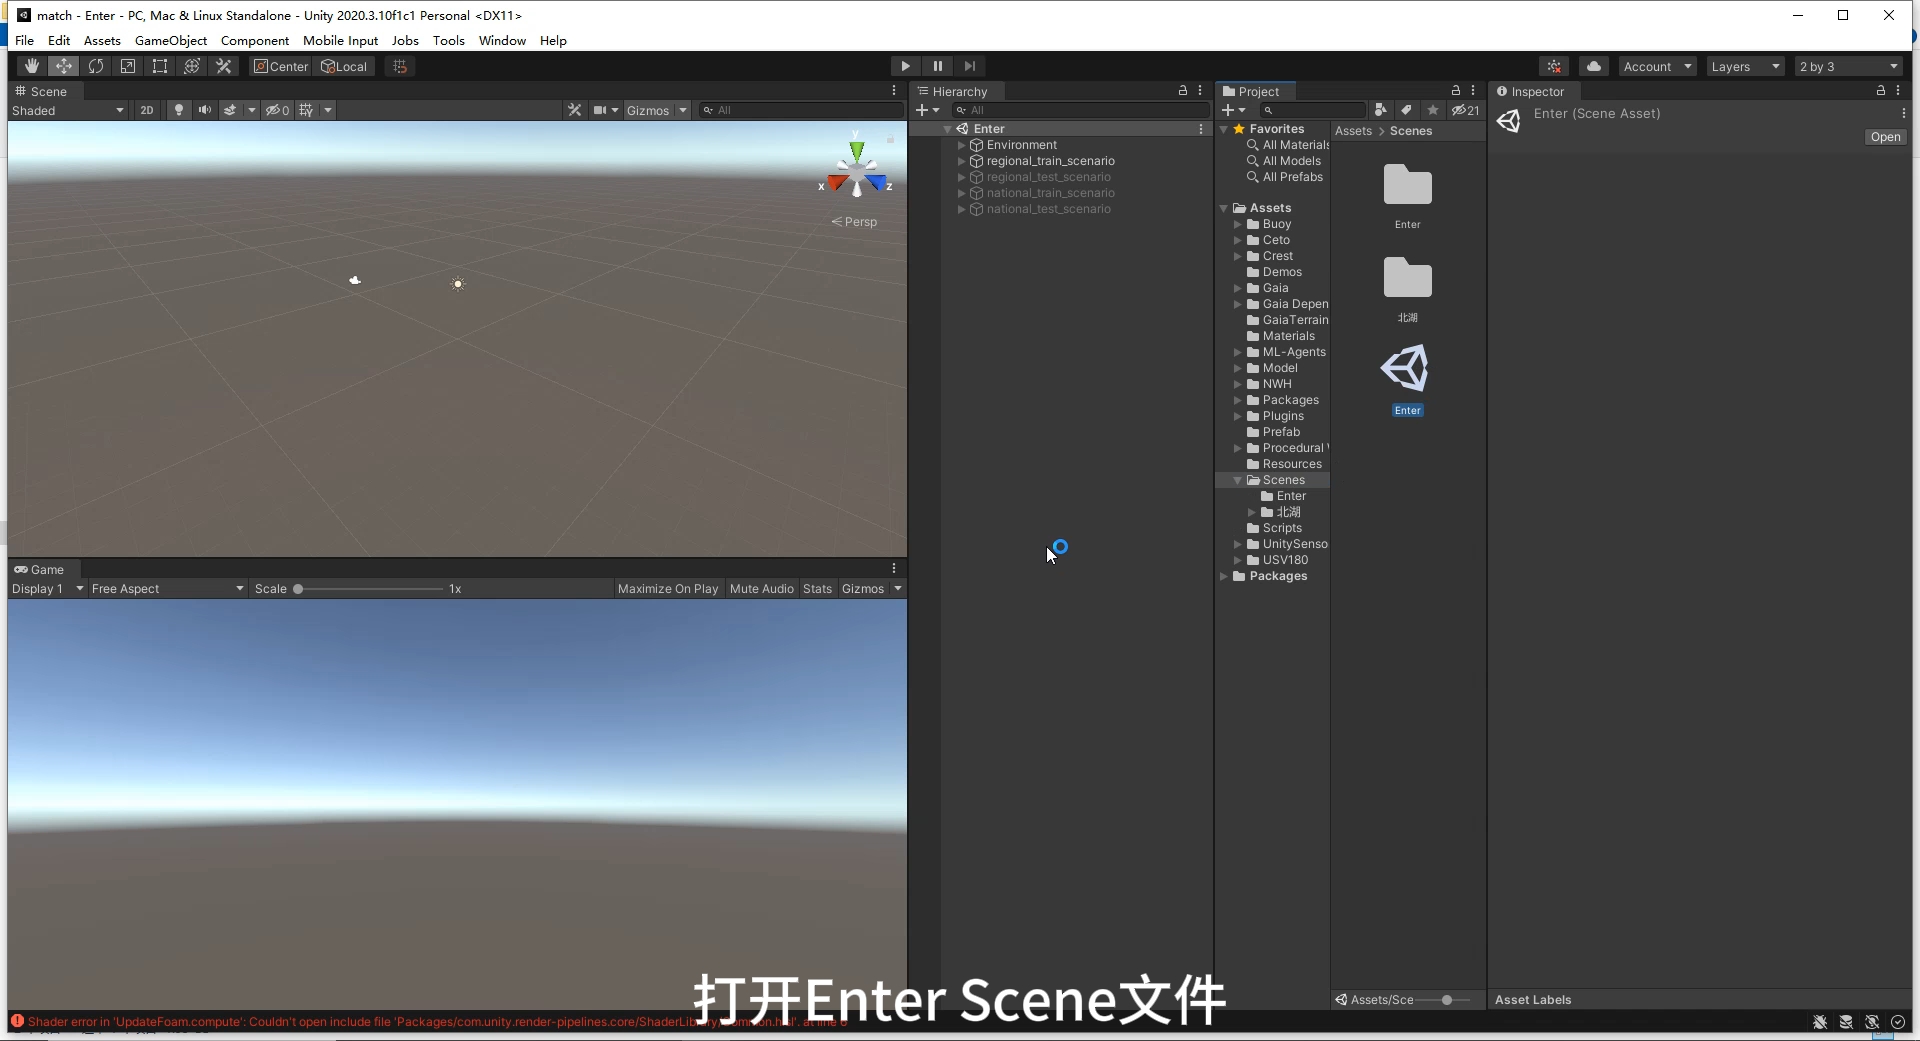 match - Enter - PC, Mac & Linux Standalone - Unity 2020.3.10f1c1 Personal <DX11>
File Edit Assets GameObject Component Mobile Input Jobs Tools Window Help
Center Local
Account Layers 2 by 3
Scene
Shaded 2D 0 Gizmos All
y
x z
Persp
Game
Display 1 Free Aspect Scale 1x Maximize On Play Mute Audio Stats Gizmos
Hierarchy
All
Enter
Environment
regional_train_scenario
regional_test_scenario
national_train_scenario
national_test_scenario
Project
21
Favorites
All Materials
All Models
All Prefabs
Assets
Buoy
Ceto
Crest
Demos
Gaia
Gaia Depen
GaiaTerrain
Materials
ML-Agents
Model
NWH
Packages
Plugins
Prefab
Procedural
Resources
Scenes
Enter
北湖
Scripts
UnitySenso
USV180
Packages
Assets > Scenes
Enter
北湖
Enter
Assets/Sce
Inspector
Enter (Scene Asset)
Open
Asset Labels
打开Enter Scene文件
Shader error in 'UpdateFoam.compute': Couldn't open include file 'Packages/com.unity.render-pipelines.core/ShaderLibrary/Common.hlsl'. at line 6